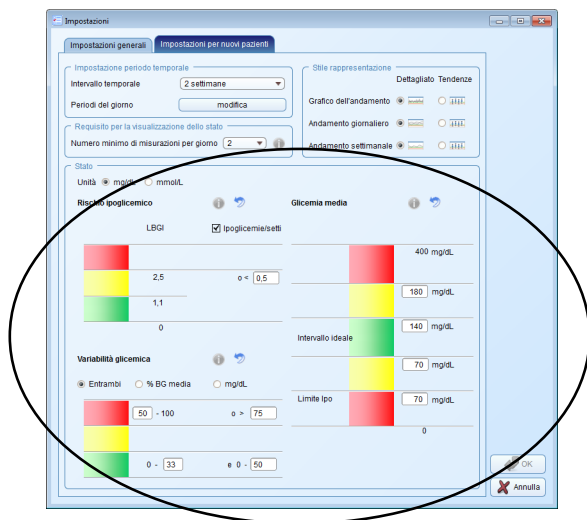 Impostazioni
Impostazioni generali
Impostazioni per nuovi pazienti
Impostazione periodo temporale
Intervallo temporale 2 settimane
Periodi del giorno modifica
Requisito per la visualizzazione dello stato
Numero minimo di misurazioni per giorno 2
Stile rappresentazione
Dettagliato Tendenze
Grafico dell'andamento
Andamento giornaliero
Andamento settimanale
Stato
Unità mg/dL mmol/L
Rischio ipoglicemico
LBGI Ipoglicemie/setti
2,5 o < 0,5
1,1
0
Variabilità glicemica
Entrambi % BG media mg/dL
50 - 100 o > 75
0 - 33 e 0 - 50
Glicemia media
400 mg/dL
180 mg/dL
Intervallo ideale 140 mg/dL
70 mg/dL
Limite Ipo 70 mg/dL
0
OK
Annulla